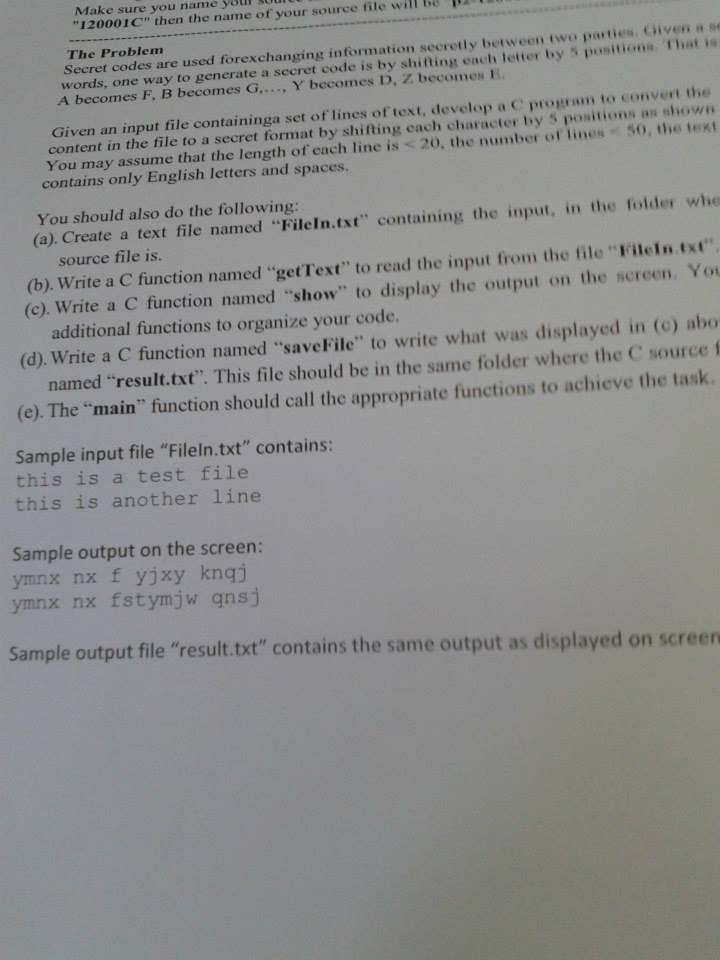 Make sure you name your
"120001C" then the name of your source file will be
The Problem
Secret codes are used forexchanging information secretly between two parties. Given a
words, one way to generate a secret code is by shifting each letter by 5 positions. That is
A becomes F, B becomes G,…, Y becomes D, Z becomes E.
Given an input file containinga set of lines of text, develop a C program to convert the
content in the file to a secret format by shifting each character by 5 positions as shown
You may assume that the length of each line is < 20, the number of lines < 50, the text
contains only English letters and spaces.
You should also do the following:
(a). Create a text file named "FileIn.txt" containing the input, in the folder
source file is.
(b). Write a C function named "getText" to read the input from the file "FileIn.txt".
(c). Write a C function named "show" to display the output on the screen.
additional functions to organize your code.
(d). Write a C function named "saveFile" to write what was displayed in (c)
named "result.txt". This file should be in the same folder where the C source
(e). The "main" function should call the appropriate functions to achieve the task.
Sample input file "FileIn.txt" contains:
this is a test file
this is another line
Sample output on the screen:
ymnx nx f yjxy knqj
ymnx nx fstymjw qnsj
Sample output file "result.txt" contains the same output as displayed on screen